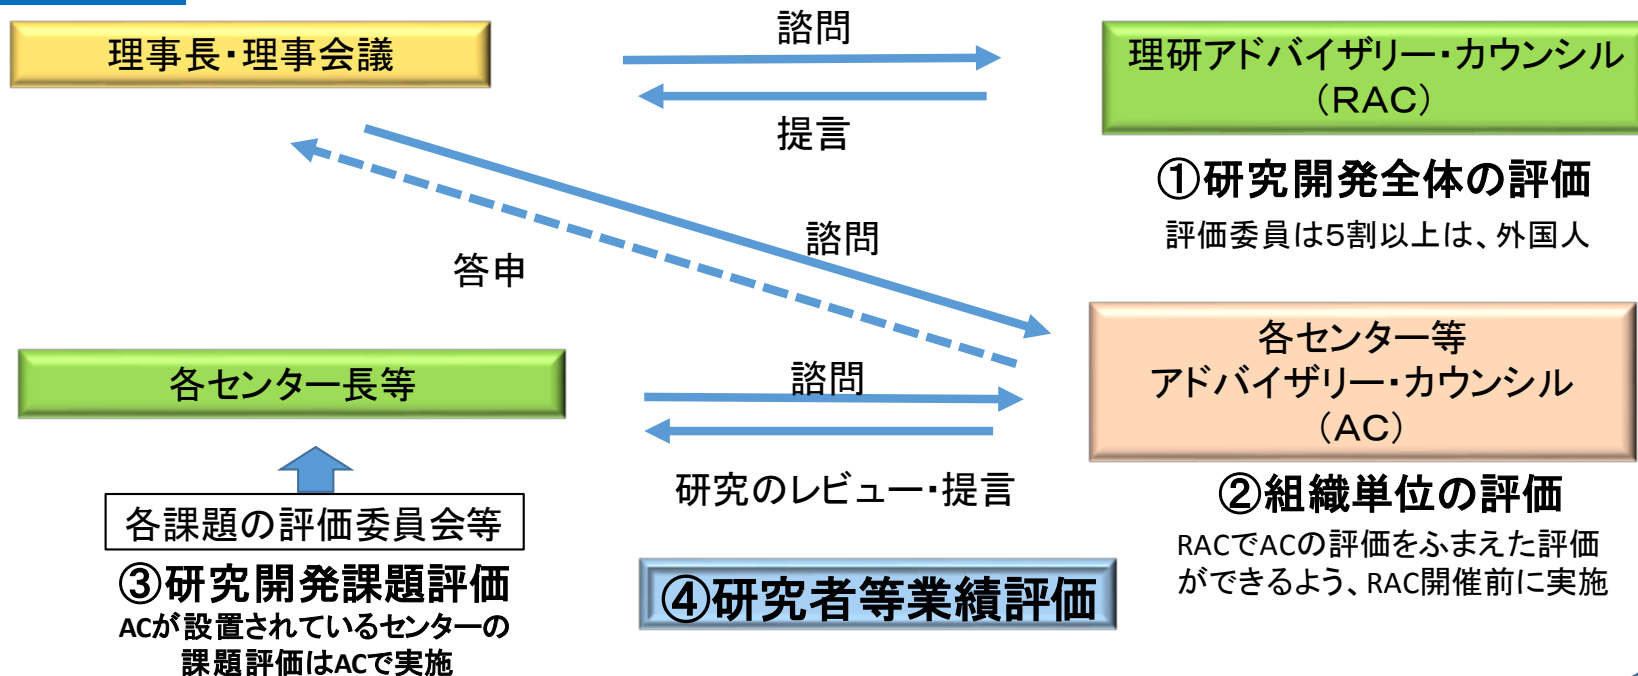 理事長・理事会議
諮問
提言
理研アドバイザリー・カウンシル
（RAC）
①研究開発全体の評価
評価委員は５割以上は、外国人
諮問
答申
各センター長等
諮問
研究のレビュー・提言
各センター等
アドバイザリー・カウンシル
（AC）
②組織単位の評価
RACでACの評価をふまえた評価
ができるよう、RAC開催前に実施
各課題の評価委員会等
③研究開発課題評価
ACが設置されているセンターの
課題評価はACで実施
④研究者等業績評価